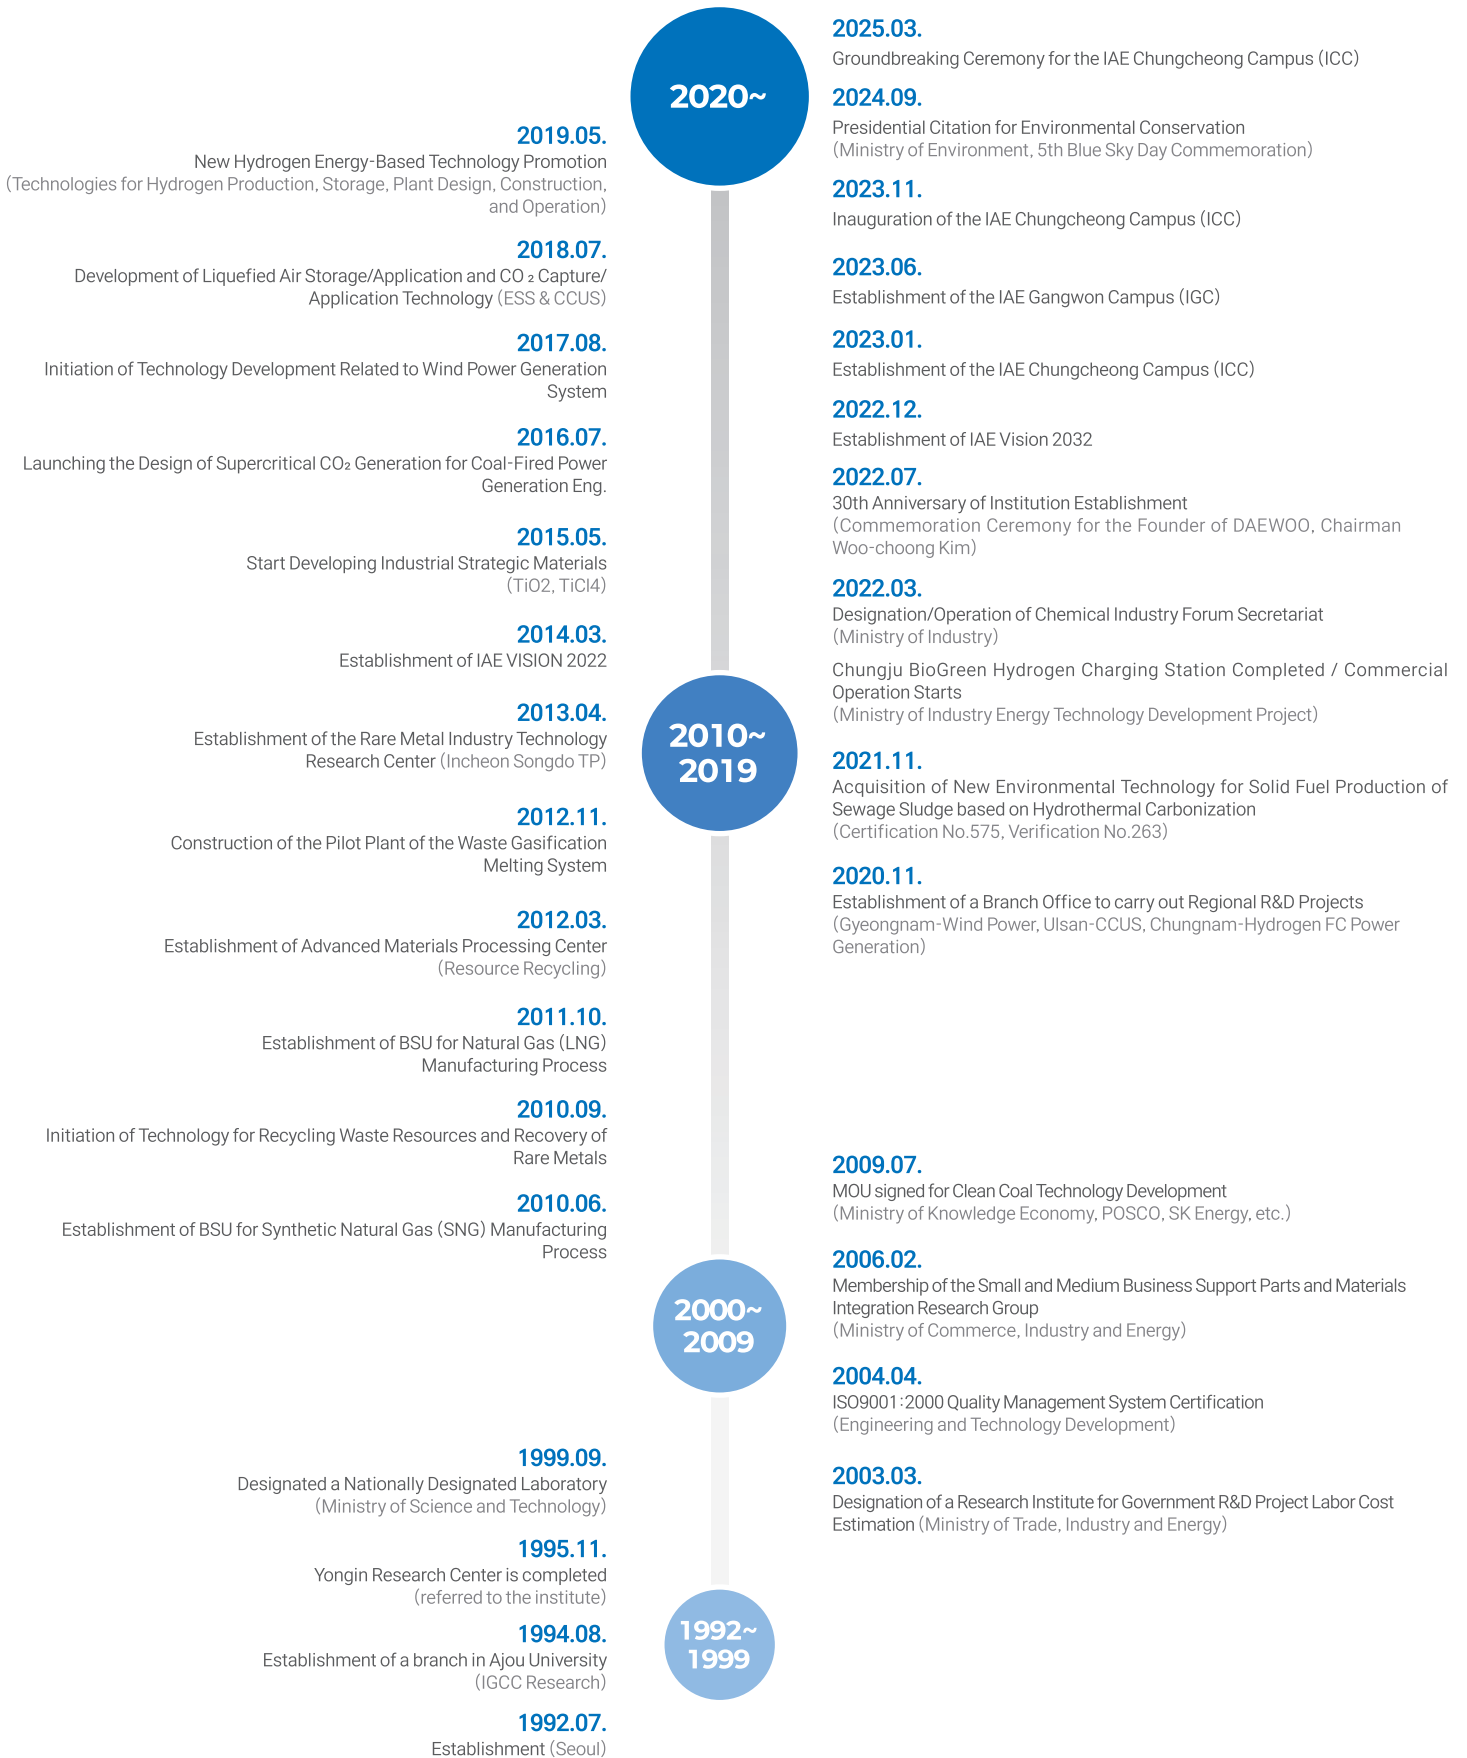 2020~
2025.03.
Groundbreaking Ceremony for the IAE Chungcheong Campus (ICC)
2024.09.
Presidential Citation for Environmental Conservation
(Ministry of Environment, 5th Blue Sky Day Commemoration)
2023.11.
Inauguration of the IAE Chungcheong Campus (ICC)
2023.06.
Establishment of the IAE Gangwon Campus (IGC)
2023.01.
Establishment of the IAE Chungcheong Campus (ICC)
2022.12.
Establishment of IAE Vision 2032
2022.07.
30th Anniversary of Institution Establishment
(Commemoration Ceremony for the Founder of DAEWOO, Chairman
Woo-choong Kim)
2022.03.
Designation/Operation of Chemical Industry Forum Secretariat
(Ministry of Industry)
Chungju BioGreen Hydrogen Charging Station Completed / Commercial
Operation Starts
(Ministry of Industry Energy Technology Development Project)
2021.11.
Acquisition of New Environmental Technology for Solid Fuel Production of
Sewage Sludge based on Hydrothermal Carbonization
(Certification No.575, Verification No.263)
2020.11.
Establishment of a Branch Office to carry out Regional R&D Projects
(Gyeongnam-Wind Power, Ulsan-CCUS, Chungnam-Hydrogen FC Power
Generation)
2010~
2019
2019.05.
New Hydrogen Energy-Based Technology Promotion
(Technologies for Hydrogen Production, Storage, Plant Design, Construction,
and Operation)
2018.07.
Development of Liquefied Air Storage/Application and CO ₂ Capture/
Application Technology (ESS & CCUS)
2017.08.
Initiation of Technology Development Related to Wind Power Generation
System
2016.07.
Launching the Design of Supercritical CO₂ Generation for Coal-Fired Power
Generation Eng.
2015.05.
Start Developing Industrial Strategic Materials
(TiO2, TiCl4)
2014.03.
Establishment of IAE VISION 2022
2013.04.
Establishment of the Rare Metal Industry Technology
Research Center (Incheon Songdo TP)
2012.11.
Construction of the Pilot Plant of the Waste Gasification
Melting System
2012.03.
Establishment of Advanced Materials Processing Center
(Resource Recycling)
2011.10.
Establishment of BSU for Natural Gas (LNG)
Manufacturing Process
2010.09.
Initiation of Technology for Recycling Waste Resources and Recovery of
Rare Metals
2010.06.
Establishment of BSU for Synthetic Natural Gas (SNG) Manufacturing
Process
2000~
2009
2009.07.
MOU signed for Clean Coal Technology Development
(Ministry of Knowledge Economy, POSCO, SK Energy, etc.)
2006.02.
Membership of the Small and Medium Business Support Parts and Materials
Integration Research Group
(Ministry of Commerce, Industry and Energy)
2004.04.
ISO9001:2000 Quality Management System Certification
(Engineering and Technology Development)
2003.03.
Designation of a Research Institute for Government R&D Project Labor Cost
Estimation (Ministry of Trade, Industry and Energy)
1992~
1999
1999.09.
Designated a Nationally Designated Laboratory
(Ministry of Science and Technology)
1995.11.
Yongin Research Center is completed
(referred to the institute)
1994.08.
Establishment of a branch in Ajou University
(IGCC Research)
1992.07.
Establishment (Seoul)